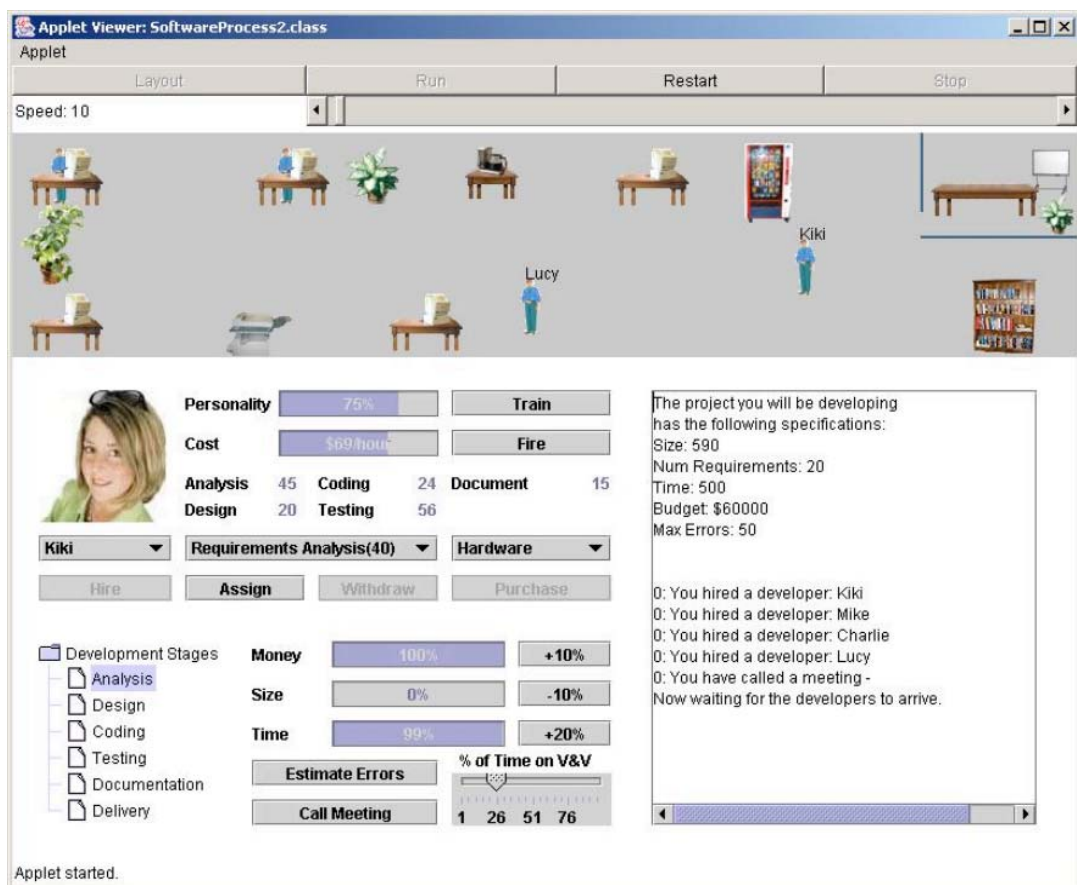 Applet Viewer: SoftwareProcess2.class
Applet
Layout Run Restart Stop
Speed: 10
Kiki
Lucy
Personality 75% Train
Cost $69/hour Fire
Analysis 45 Coding 24 Document 15
Design 20 Testing 56
Kiki Requirements Analysis(40) Hardware
Hire Assign Withdraw Purchase
Development Stages
Analysis
Design
Coding
Testing
Documentation
Delivery
Money 100% +10%
Size 0% -10%
Time 99% +20%
Estimate Errors
Call Meeting
% of Time on V&V
1 26 51 76
The project you will be developing
has the following specifications:
Size: 590
Num Requirements: 20
Time: 500
Budget: $60000
Max Errors: 50
0: You hired a developer: Kiki
0: You hired a developer: Mike
0: You hired a developer: Charlie
0: You hired a developer: Lucy
0: You have called a meeting -
Now waiting for the developers to arrive.
Applet started.